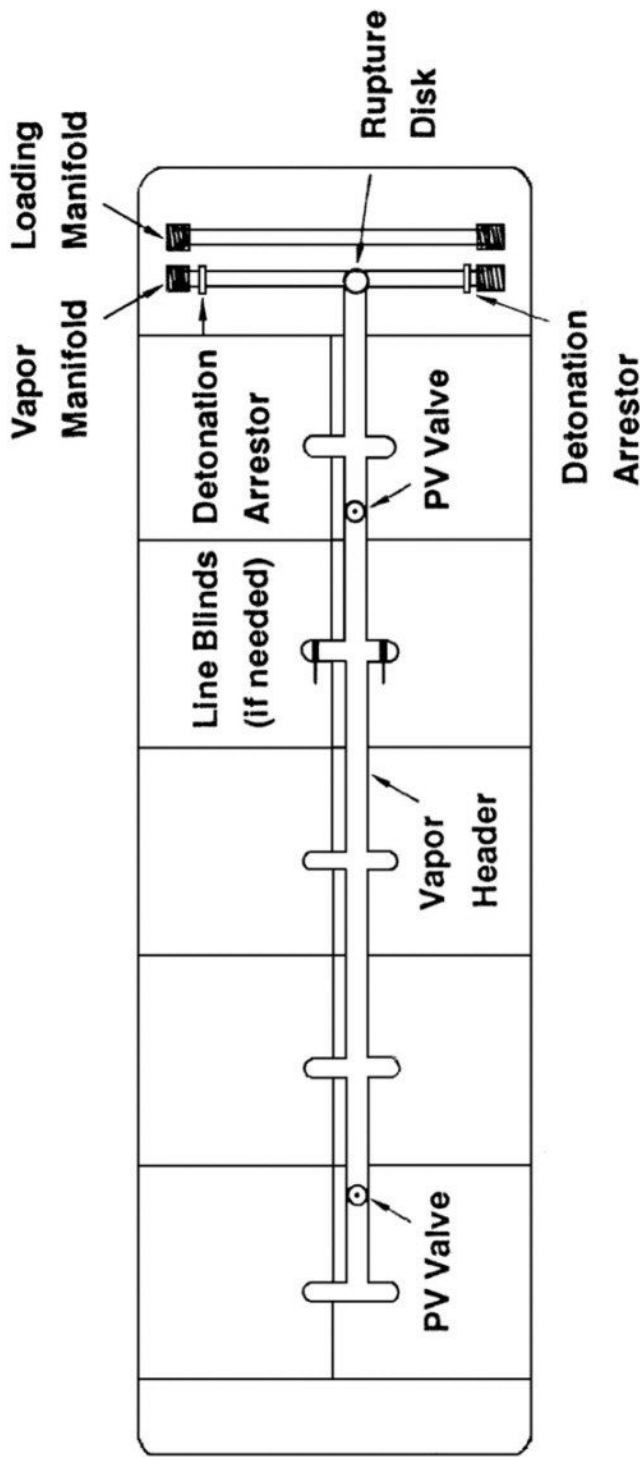 Vapor
Manifold
Loading
Manifold
Detonation
Arrestor
Line Blinds
(if needed)
Rupture
Disk
PV Valve
Detonation
Arrestor
Vapor
Header
PV Valve